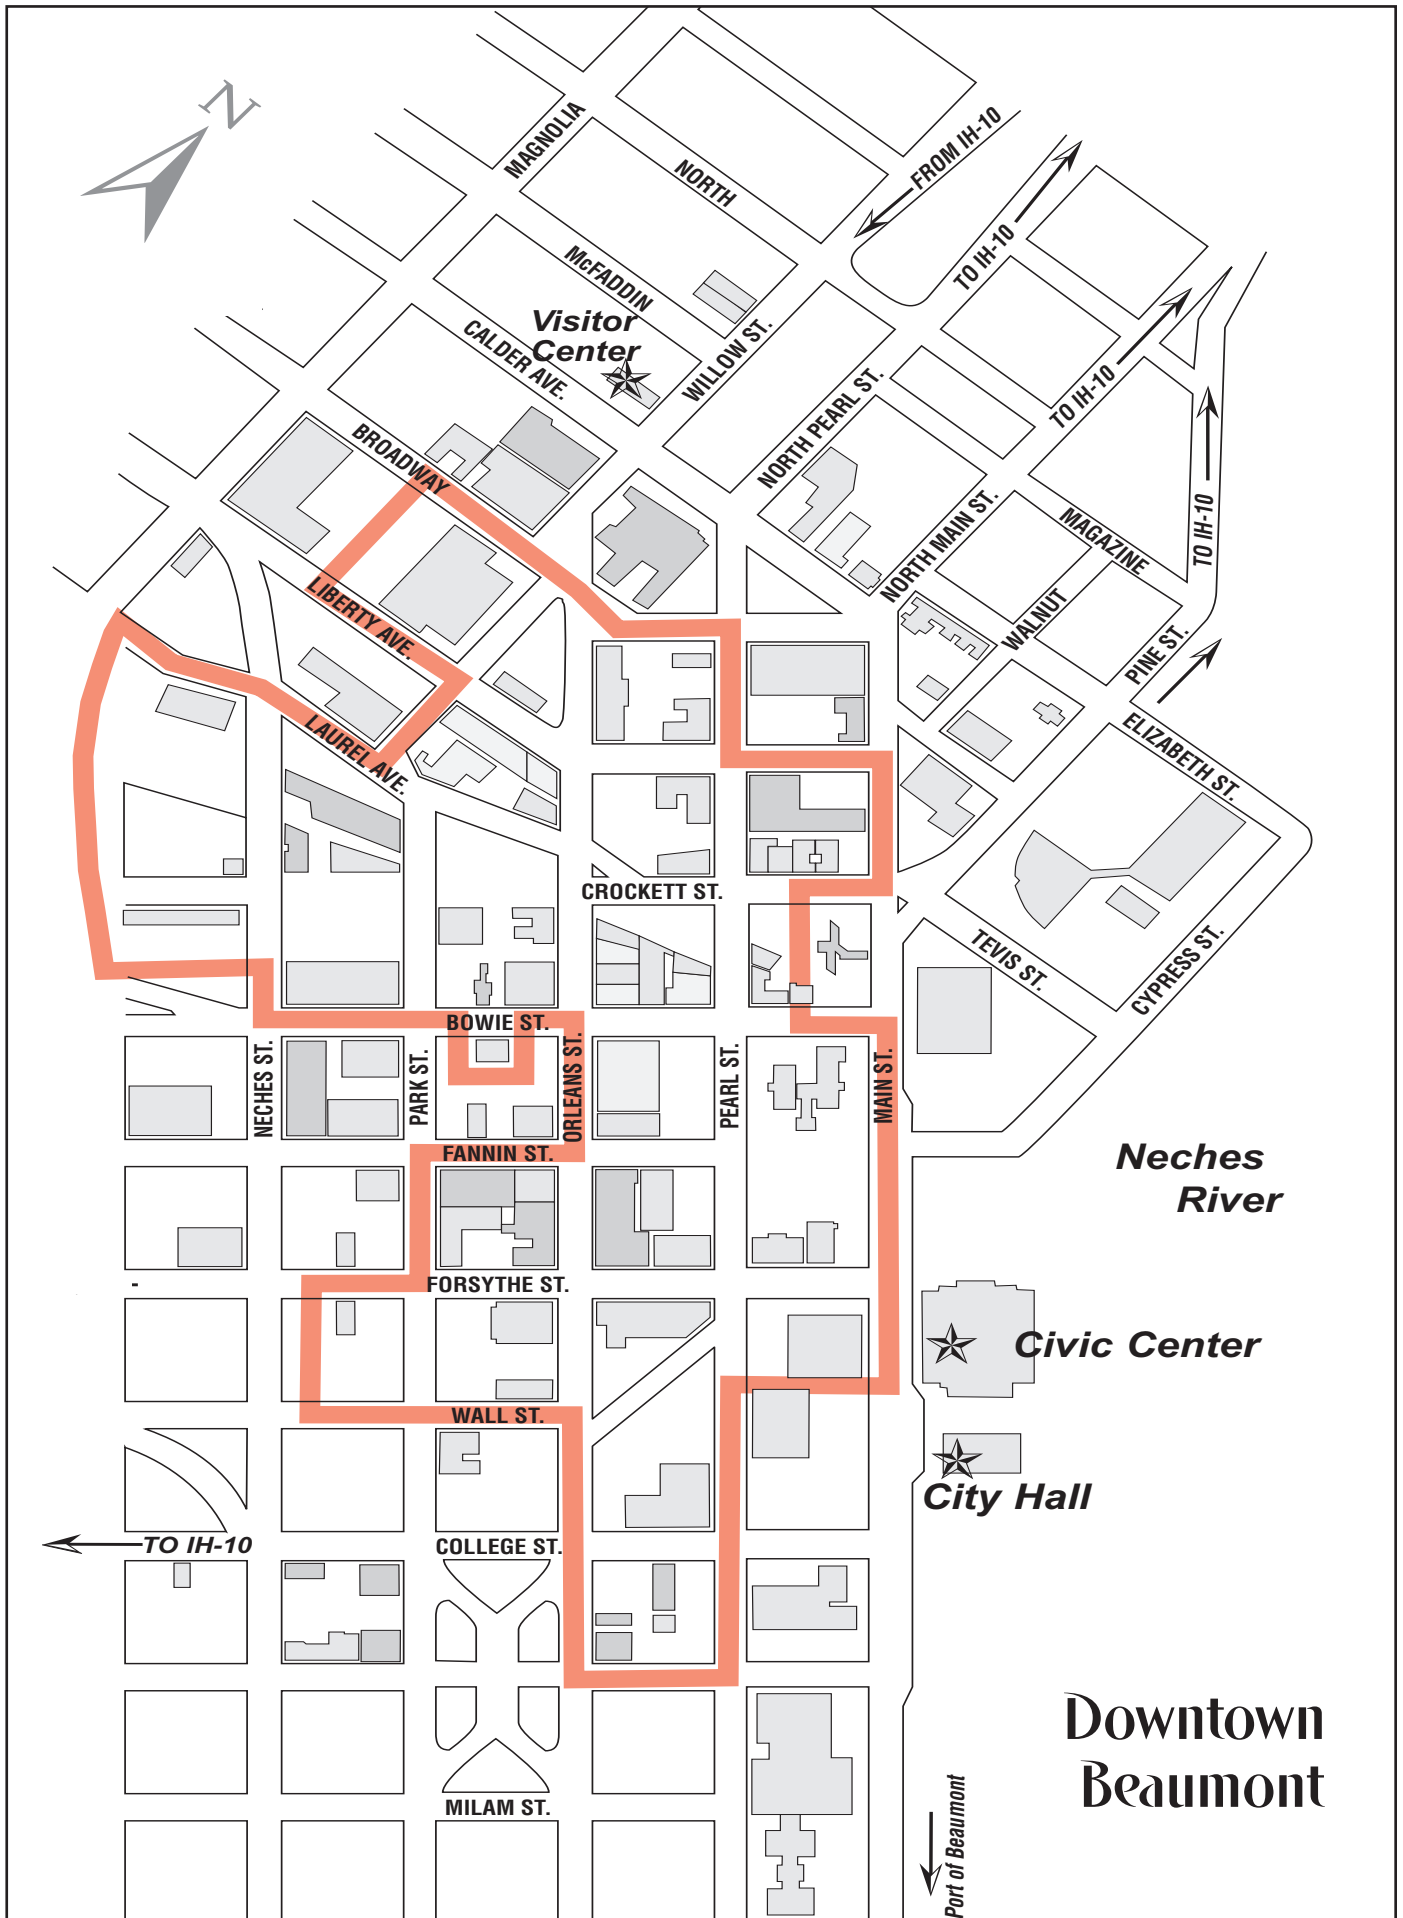 N
MAGNOLIA
NORTH
FROM IH-10
TO IH-10
McFADDIN
Visitor
Center
CALDER AVE.
WILLOW ST.
TO IH-10
NORTH PEARL ST.
BROADWAY
NORTH MAIN ST.
MAGAZINE
TO IH-10
LIBERTY AVE.
WALNUT
PINE ST.
LAUREL AVE.
ELIZABETH ST.
CROCKETT ST.
TEVIS ST.
CYPRESS ST.
BOWIE ST.
NECHES ST.
PARK ST.
ORLEANS ST.
PEARL ST.
MAIN ST.
FANNIN ST.
Neches
River
FORSYTHE ST.
Civic Center
WALL ST.
City Hall
TO IH-10
COLLEGE ST.
Downtown
Beaumont
MILAM ST.
Port of Beaumont